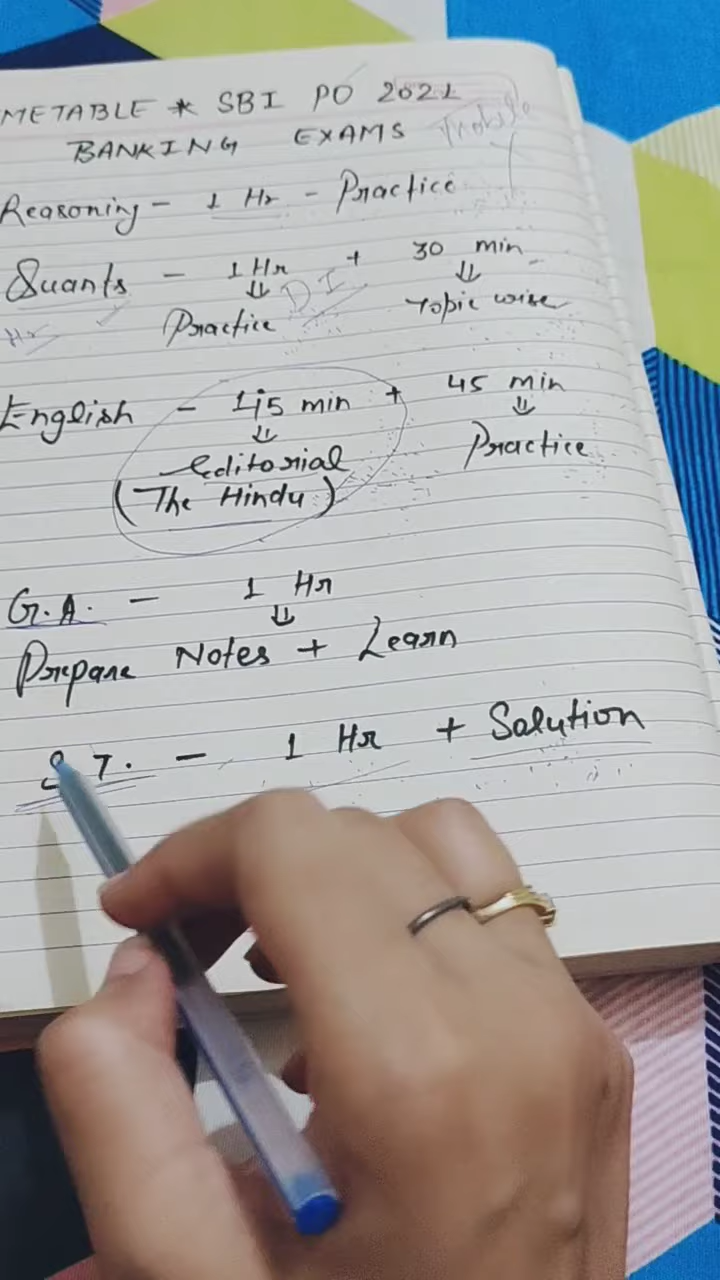 METABLE * SBI PO 2021
BANKING EXAMS
Reasoning - 1 Hr - Practice
Quants - 1 Hr + 30 min
⇓ ⇓
Practice DI Topic wise
Hr
English - 15 min + 45 min
⇓ ⇓
Editorial Practice
(The Hindu)
G.A. - 1 Hr
⇓
Prepare Notes + Learn
S.T. - 1 Hr + Solution